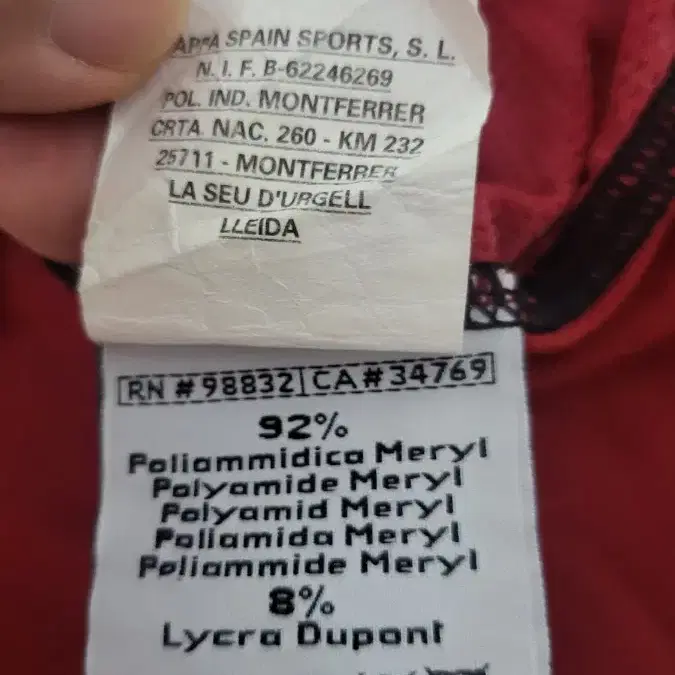 SPAIN SPORTS, S. L.
N. I. F. B-62246269
POL. IND. MONTFERRER
CRTA. NAC. 260 - KM 232
25711 - MONTFERRER
LA SEU D'URGELL
LLEIDA
RN # 98832 CA # 34769
92%
Poliammidica Meryl
Polyamide Meryl
Polyamid Meryl
Poliamida Meryl
Poliammide Meryl
8%
Lycra Dupont